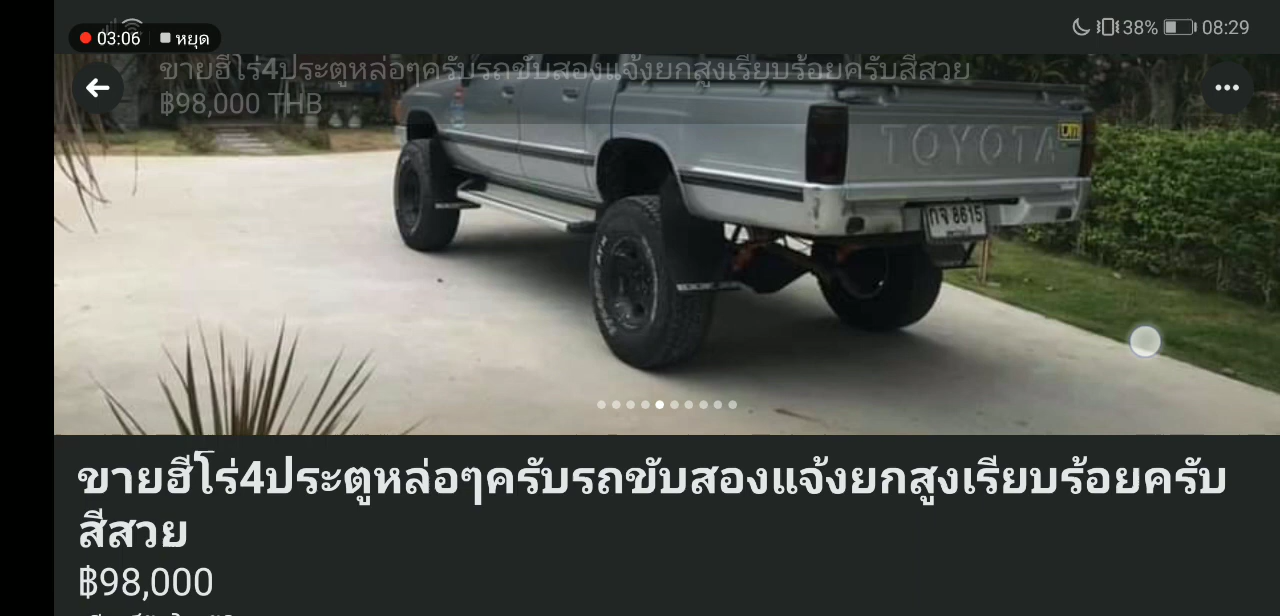 03:06 หยุด
38% 08:29
ขายฮีโร่4ประตูหล่อๆครับรถขับสองแจ้งยกสูงเรียบร้อยครับสีสวย
฿98,000 THB
TOYOTA
กจ 8615
ขายฮีโร่4ประตูหล่อๆครับรถขับสองแจ้งยกสูงเรียบร้อยครับ
สีสวย
฿98,000